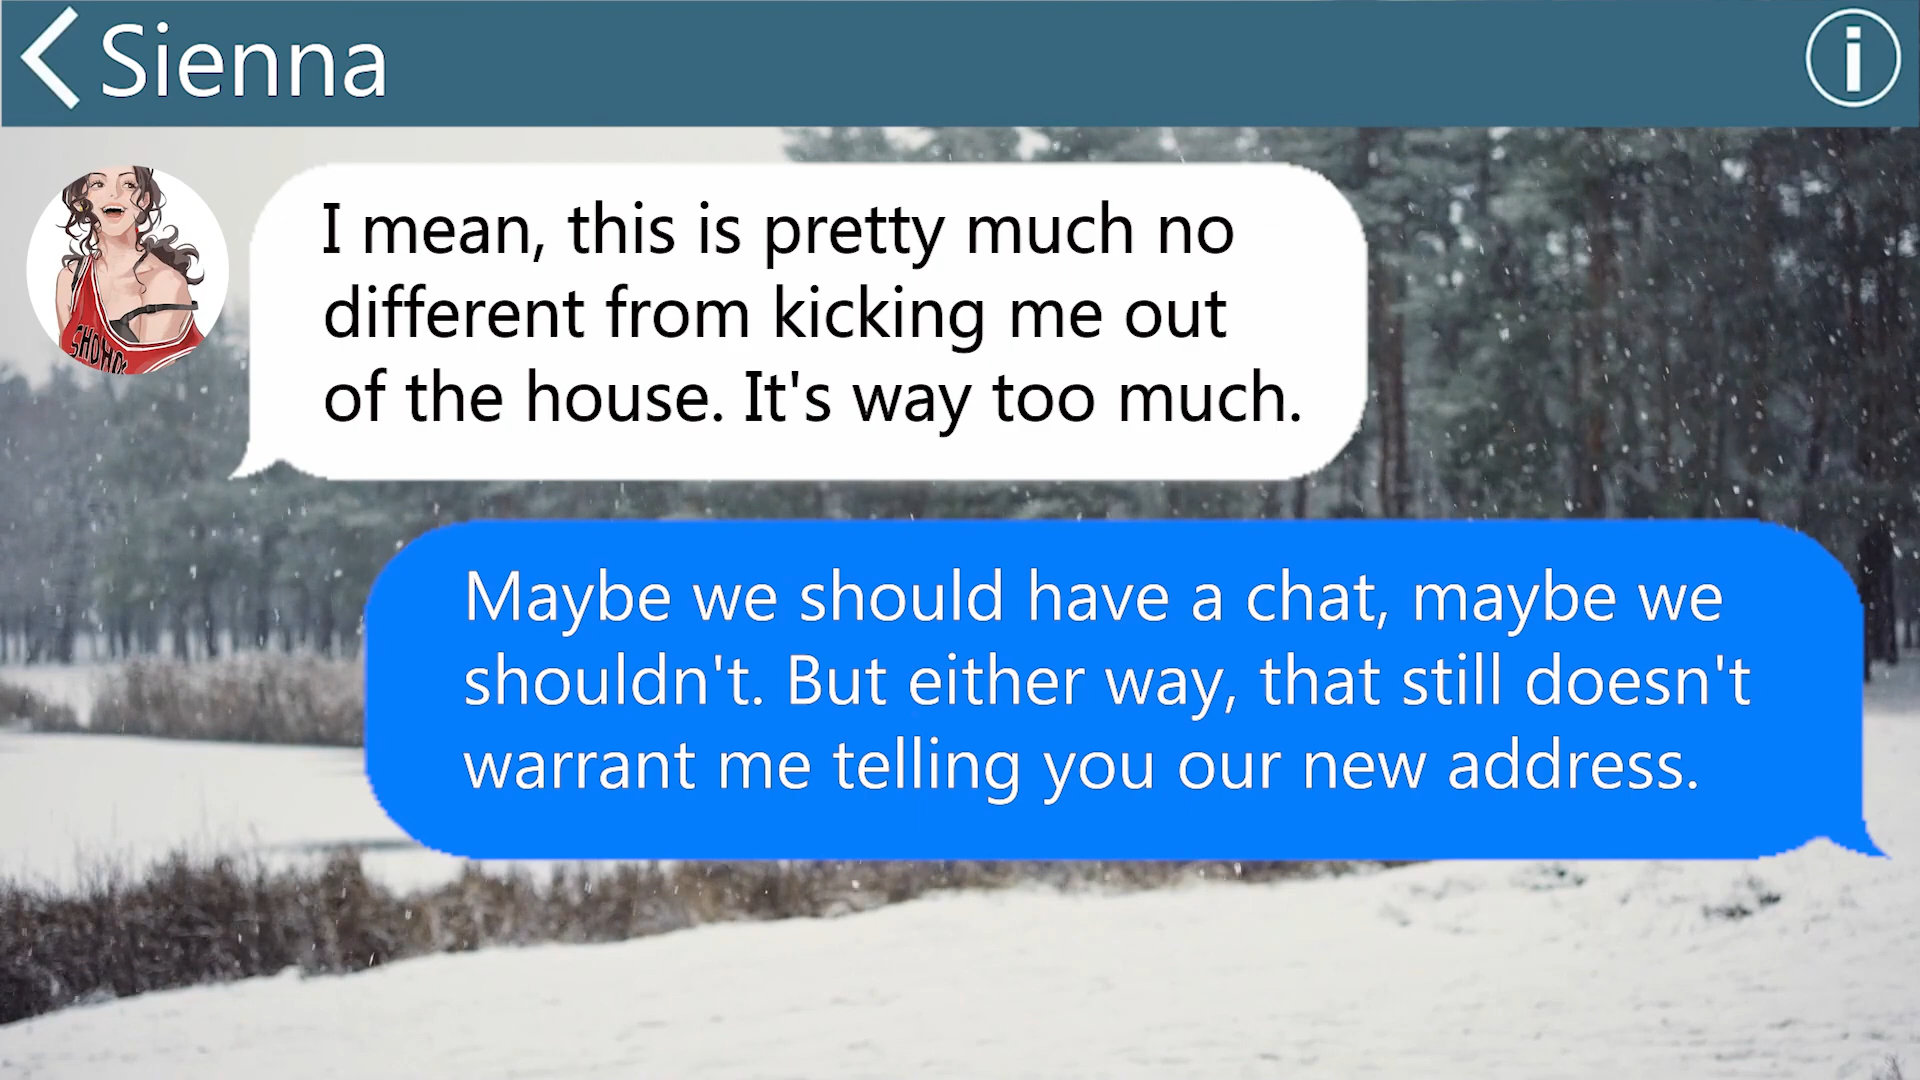 Sienna
I mean, this is pretty much no
different from kicking me out
of the house. It's way too much.
Maybe we should have a chat, maybe we
shouldn't. But either way, that still doesn't
warrant me telling you our new address.